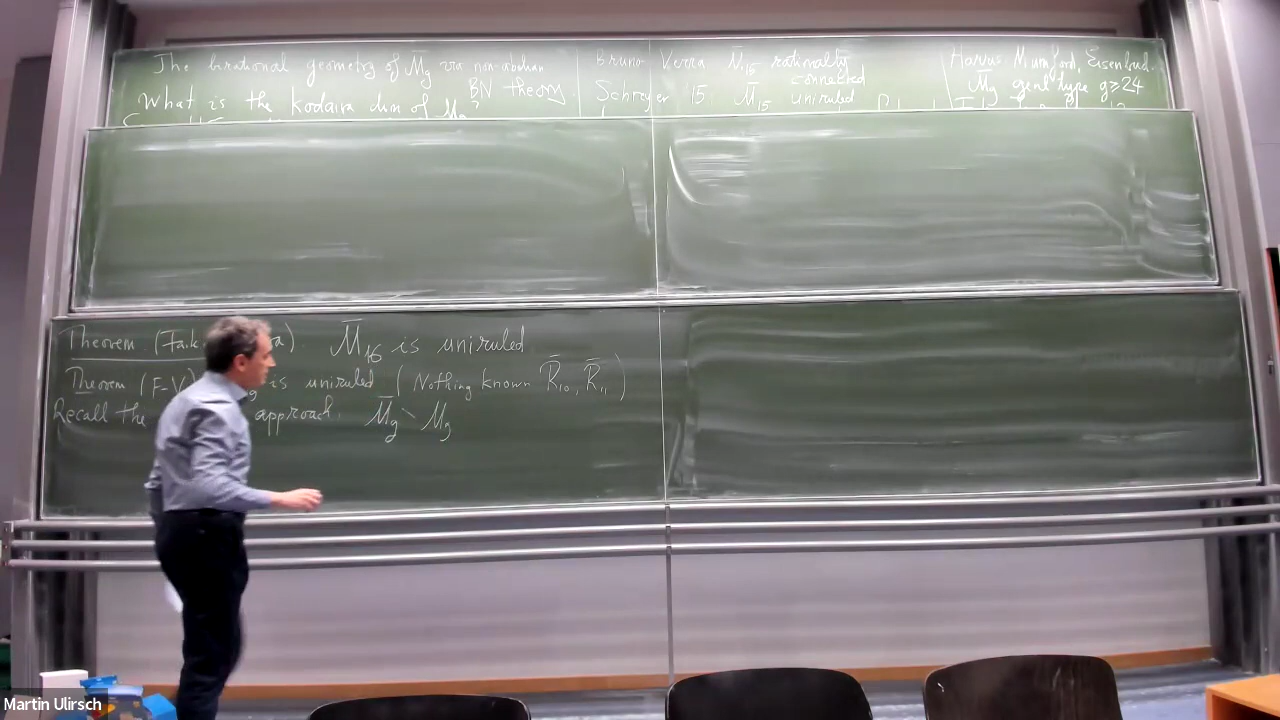 The birational geometry of M̄g via non-abelian
BN theory.
What is the kodaira dim of M̄g?
Bruno Verra M̄15 rationally
connected
Schreyer 15 M̄15 uniruled
Harris Mumford, Eisenbud
M̄g genl type g≥24
Theorem ( ). M̄16 is uniruled
Theorem (F-V) is uniruled (Nothing known R̄10, R̄11)
Recall the approach. M̄g \ Mg
Martin Ulirsch